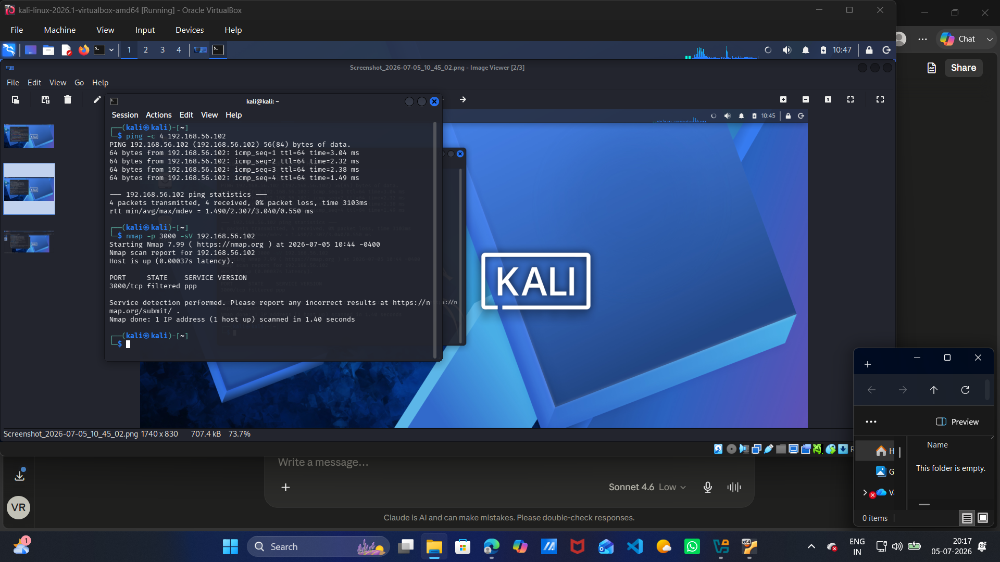 kali-linux-2026.1-virtualbox-amd64 [Running] - Oracle VirtualBox
File Machine View Input Devices Help
Chat
1 2 3 4
10:47
Share
Screenshot_2026-07-05_10_45_02.png - Image Viewer [2/3]
File Edit View Go Help
kali@kali: ~
Session Actions Edit View Help
10:45
┌──(kali㉿kali)-[~]
└─$ ping -c 4 192.168.56.102
PING 192.168.56.102 (192.168.56.102) 56(84) bytes of data.
64 bytes from 192.168.56.102: icmp_seq=1 ttl=64 time=3.04 ms
64 bytes from 192.168.56.102: icmp_seq=2 ttl=64 time=2.32 ms
64 bytes from 192.168.56.102: icmp_seq=3 ttl=64 time=2.38 ms
64 bytes from 192.168.56.102: icmp_seq=4 ttl=64 time=1.49 ms
── 192.168.56.102 ping statistics ──
4 packets transmitted, 4 received, 0% packet loss, time 3103ms
rtt min/avg/max/mdev = 1.490/2.307/3.040/0.550 ms
┌──(kali㉿kali)-[~]
└─$ nmap -p 3000 -sV 192.168.56.102
Starting Nmap 7.99 ( https://nmap.org ) at 2026-07-05 10:44 -0400
Nmap scan report for 192.168.56.102
Host is up (0.00037s latency).
PORT STATE SERVICE VERSION
3000/tcp filtered ppp
Service detection performed. Please report any incorrect results at https://n
map.org/submit/ .
Nmap done: 1 IP address (1 host up) scanned in 1.40 seconds
┌──(kali㉿kali)-[~]
└─$
s://n
KALI
Screenshot_2026-07-05_10_45_02.png 1740 x 830 707.4 kB 73.7%
Preview
Name
This folder is empty.
0 items
Write a message...
Sonnet 4.6 Low
VR
Claude is AI and can make mistakes. Please double-check responses.
1
Search
x64
ENG
IN
20:17
05-07-2026